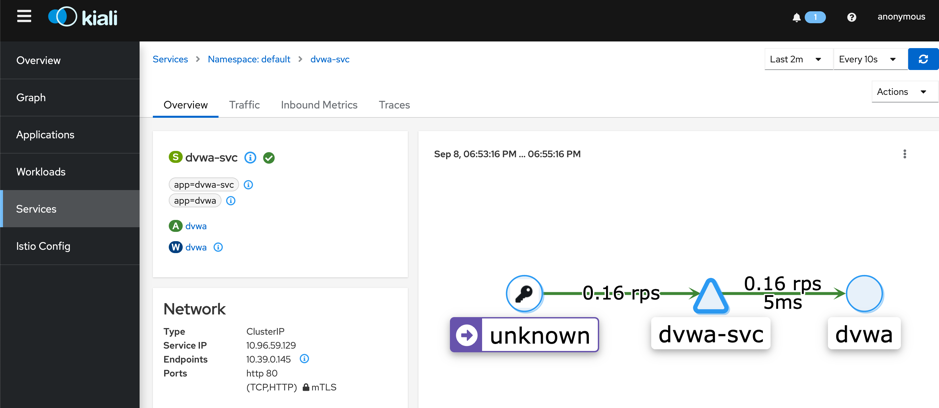 kiali
1
anonymous
Overview
Graph
Applications
Workloads
Services
Istio Config
Services > Namespace: default > dvwa-svc
Last 2m
Every 10s
Actions
Overview Traffic Inbound Metrics Traces
S dvwa-svc
app=dvwa-svc
app=dvwa
A dvwa
W dvwa
Network
Type ClusterIP
Service IP 10.96.59.129
Endpoints 10.39.0.145
Ports http 80
(TCP,HTTP) mTLS
Sep 8, 06:53:16 PM ... 06:55:16 PM
0.16 rps
0.16 rps
5ms
unknown
dvwa-svc
dvwa